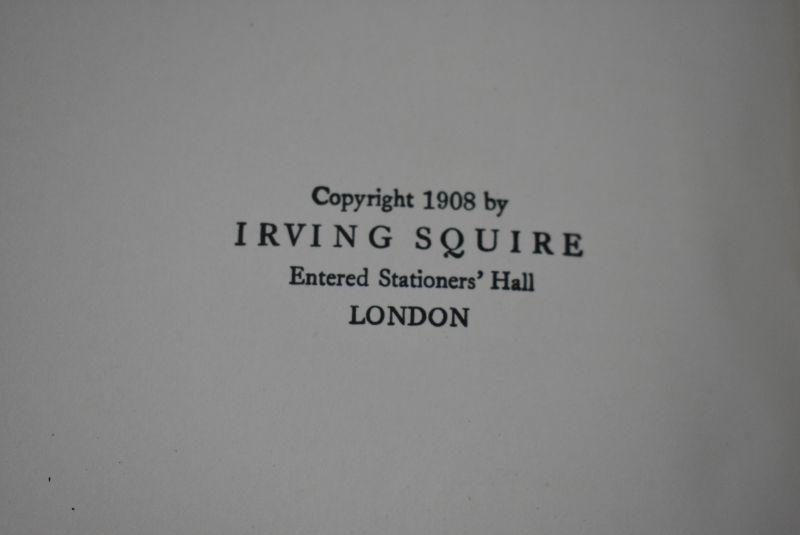 Copyright 1908 by
IRVING SQUIRE
Entered Stationers' Hall
LONDON